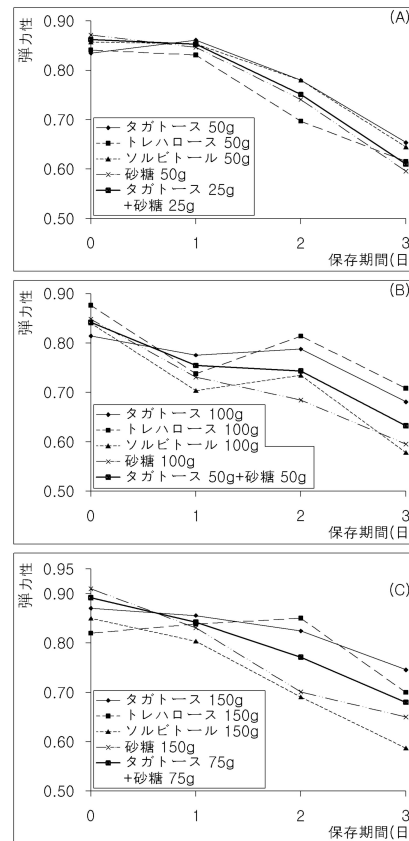 (A)
弾力性
0.90
0.80
0.70
0.60
0.50
タガトース 50g
トレハロース 50g
ソルビトール 50g
砂糖 50g
タガトース 25g
+砂糖 25g
0 1 2 3
保存期間(日
(B)
弾力性
0.90
0.80
0.70
0.60
0.50
タガトース 100g
トレハロース 100g
ソルビトール 100g
砂糖 100g
タガトース 50g+砂糖 50g
0 1 2 3
保存期間(日
(C)
弾力性
0.95
0.90
0.80
0.70
0.60
0.50
タガトース 150g
トレハロース 150g
ソルビトール 150g
砂糖 150g
タガトース 75g
+砂糖 75g
0 1 2 3
保存期間(日